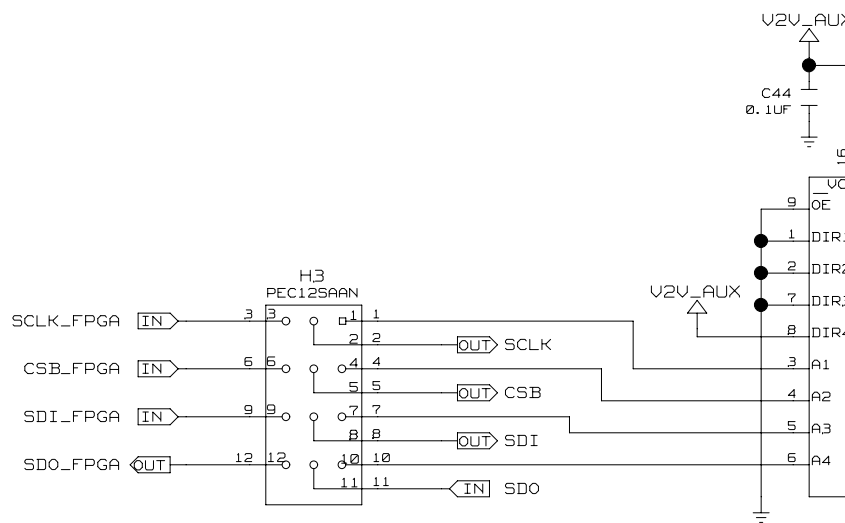 V2V_AUX
C44
0.1UF
9 OE
1 DIR1
2 DIR2
7 DIR3
8 DIR4
3 A1
4 A2
5 A3
6 A4
V2V_AUX
H3
PEC12SAAN
SCLK_FPGA IN 3 3 1 1
2 2 OUT SCLK
CSB_FPGA IN 6 6 4 4
5 5 OUT CSB
SDI_FPGA IN 9 9 7 7
8 8 OUT SDI
SDO_FPGA OUT 12 12 10 10
11 11 IN SDO